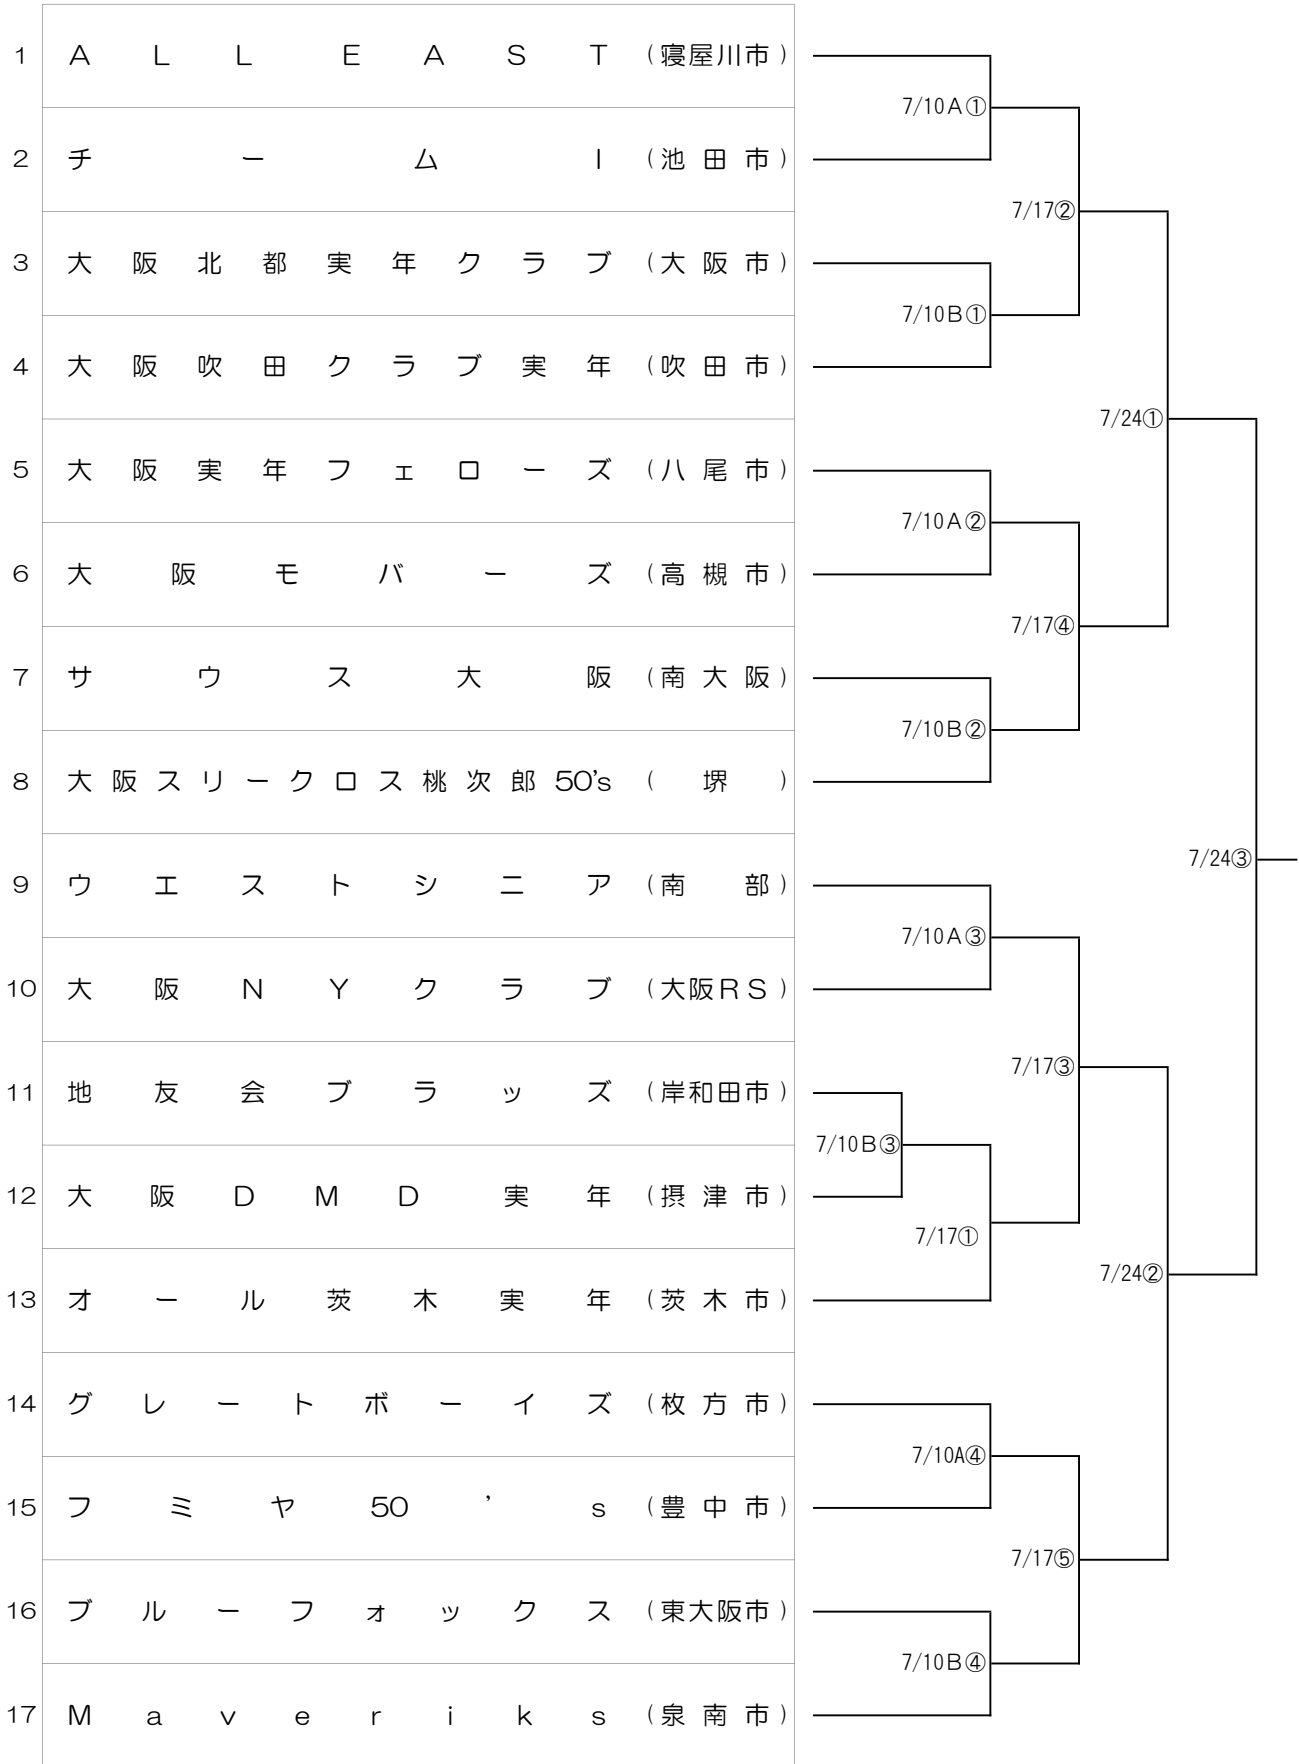 1 ALL EAST (寝屋川市)
7/10A①
2 チームI (池田市)
7/17②
3 大阪北都実年クラブ (大阪市)
7/10B①
4 大阪吹田クラブ実年 (吹田市)
7/24①
5 大阪実年フェローズ (八尾市)
7/10A②
6 大阪モバーズ (高槻市)
7/17④
7 サウス大阪 (南大阪)
7/10B②
8 大阪スリークロス桃次郎50's (堺)
7/24③
9 ウエストシニア (南部)
7/10A③
10 大阪NYクラブ (大阪RS)
7/17③
11 地友会ブラッズ (岸和田市)
7/10B③
12 大阪DMD実年 (摂津市)
7/17①
7/24②
13 オール茨木実年 (茨木市)
14 グレートボーイズ (枚方市)
7/10A④
15 フミヤ50's (豊中市)
7/17⑤
16 ブルーフォックス (東大阪市)
7/10B④
17 Maveriks (泉南市)